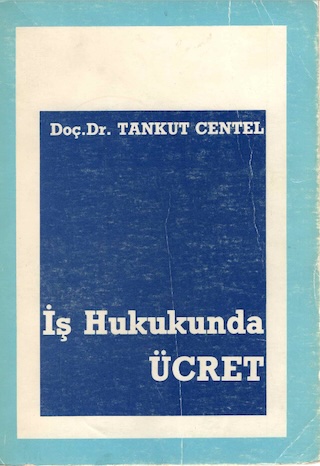 Doç.Dr. TANKUT CENTEL
İş Hukukunda
ÜCRET